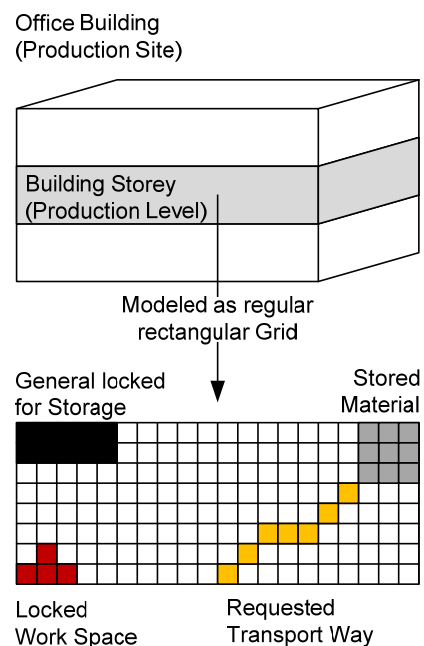 Office Building
(Production Site)
Building Storey
(Production Level)
Modeled as regular
rectangular Grid
General locked
for Storage
Stored
Material
Locked
Work Space
Requested
Transport Way